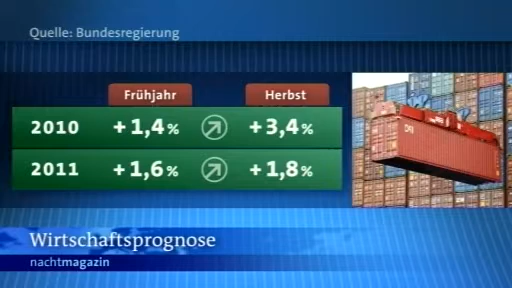 Quelle: Bundesregierung
Frühjahr Herbst
2010 +1,4% +3,4%
2011 +1,6% +1,8%
Wirtschaftsprognose
nachtmagazin